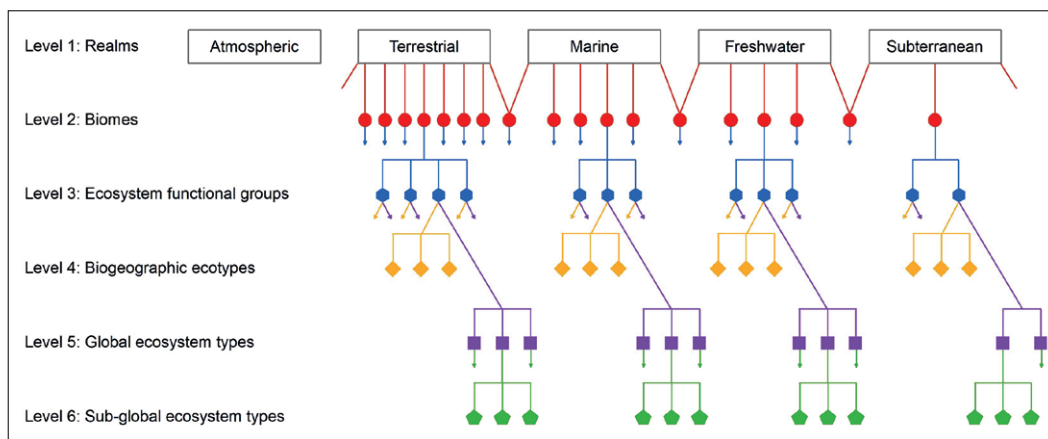 Level 1: Realms
Atmospheric
Terrestrial
Marine
Freshwater
Subterranean
Level 2: Biomes
Level 3: Ecosystem functional groups
Level 4: Biogeographic ecotypes
Level 5: Global ecosystem types
Level 6: Sub-global ecosystem types